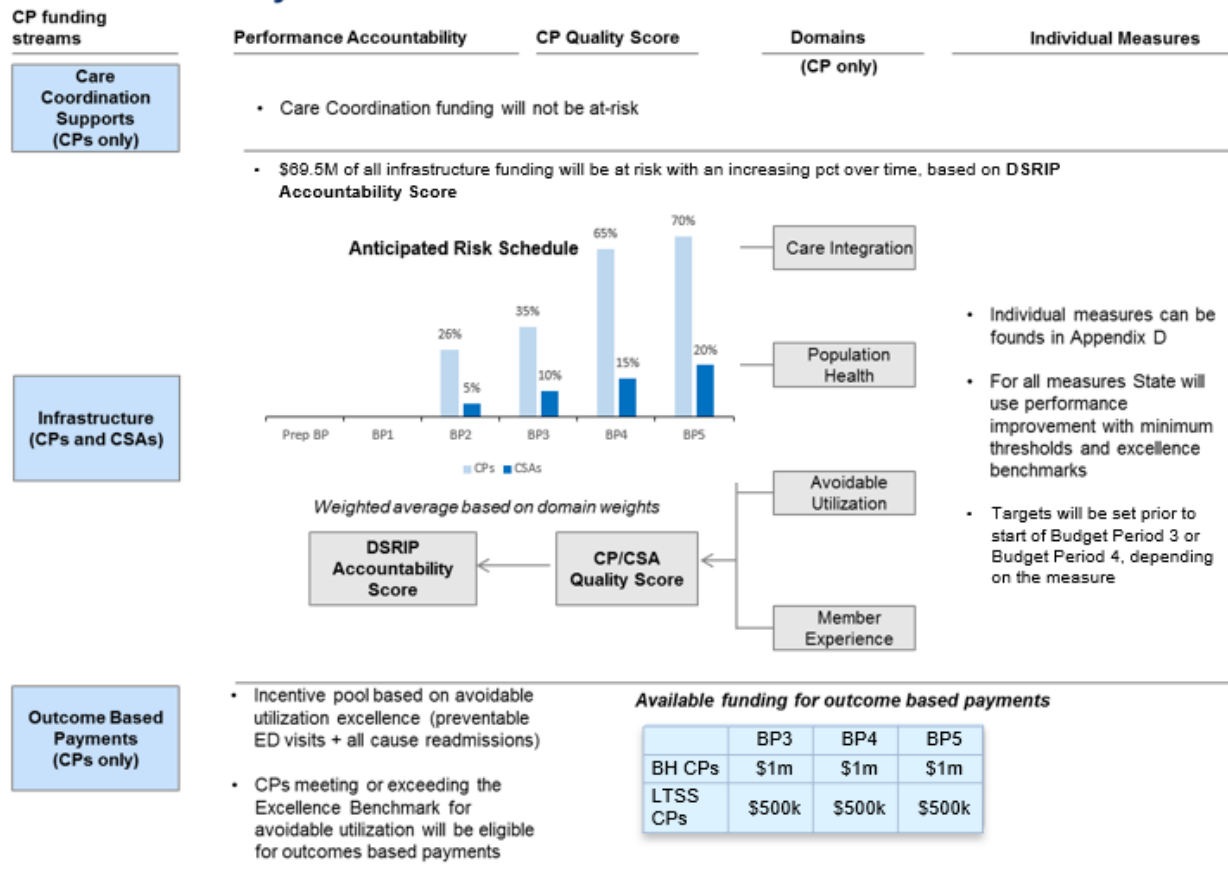 CP funding
streams
Performance Accountability
CP Quality Score
Domains
(CP only)
Individual Measures
Care
Coordination
Supports
(CPs only)
• Care Coordination funding will not be at-risk
• $69.5M of all infrastructure funding will be at risk with an increasing pct over time, based on DSRIP
Accountability Score
Infrastructure
(CPs and CSAs)
Anticipated Risk Schedule
26%
5%
35%
10%
65%
15%
70%
20%
Prep BP
BP1
BP2
BP3
BP4
BP5
CPs
CSAs
Weighted average based on domain weights
DSRIP
Accountability
Score
CP/CSA
Quality Score
Care Integration
Population
Health
Avoidable
Utilization
Member
Experience
• Individual measures can be
founds in Appendix D
• For all measures State will
use performance
improvement with minimum
thresholds and excellence
benchmarks
• Targets will be set prior to
start of Budget Period 3 or
Budget Period 4, depending
on the measure
Outcome Based
Payments
(CPs only)
• Incentive pool based on avoidable
utilization excellence (preventable
ED visits + all cause readmissions)
• CPs meeting or exceeding the
Excellence Benchmark for
avoidable utilization will be eligible
for outcomes based payments
Available funding for outcome based payments
BP3 BP4 BP5
BH CPs $1m $1m $1m
LTSS
CPs $500k $500k $500k